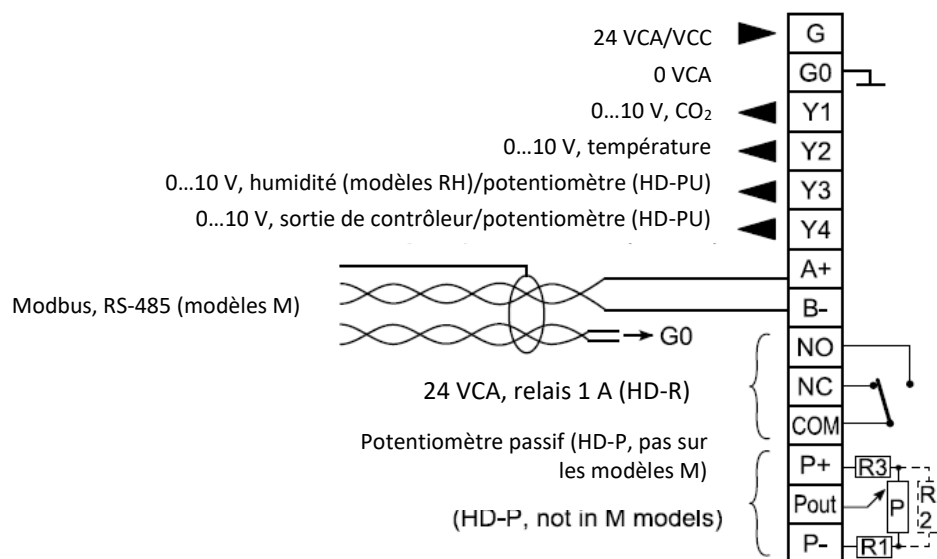 24 VCA/VCC
G
0 VCA
G0
0...10 V, CO2
Y1
0...10 V, température
Y2
0...10 V, humidité (modèles RH)/potentiomètre (HD-PU)
Y3
0...10 V, sortie de contrôleur/potentiomètre (HD-PU)
Y4
A+
Modbus, RS-485 (modèles M)
B-
G0
NO
24 VCA, relais 1 A (HD-R)
NC
COM
Potentiomètre passif (HD-P, pas sur
les modèles M)
P+
R3
(HD-P, not in M models)
Pout
P
R
2
P-
R1